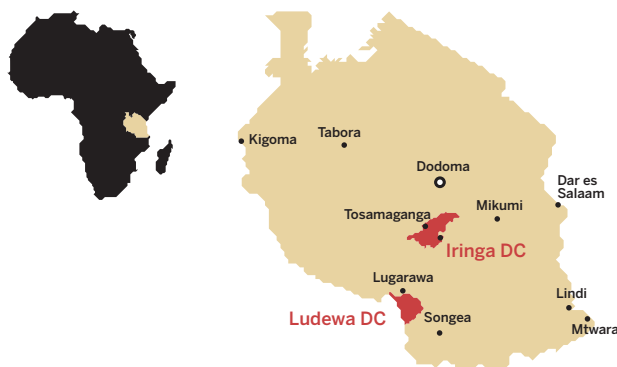 Kigoma
Tabora
Dodoma
Dar es
Salaam
Tosamaganga
Mikumi
Iringa DC
Lugarawa
Ludewa DC
Songea
Lindi
Mtwara